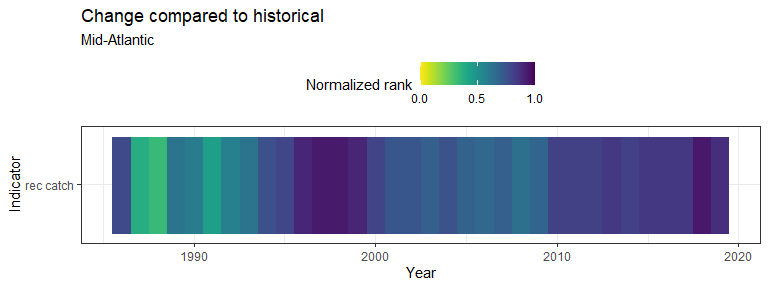 Change compared to historical
Mid-Atlantic
Normalized rank
0.0 0.5 1.0
Indicator
rec catch
1990 2000 2010 2020
Year